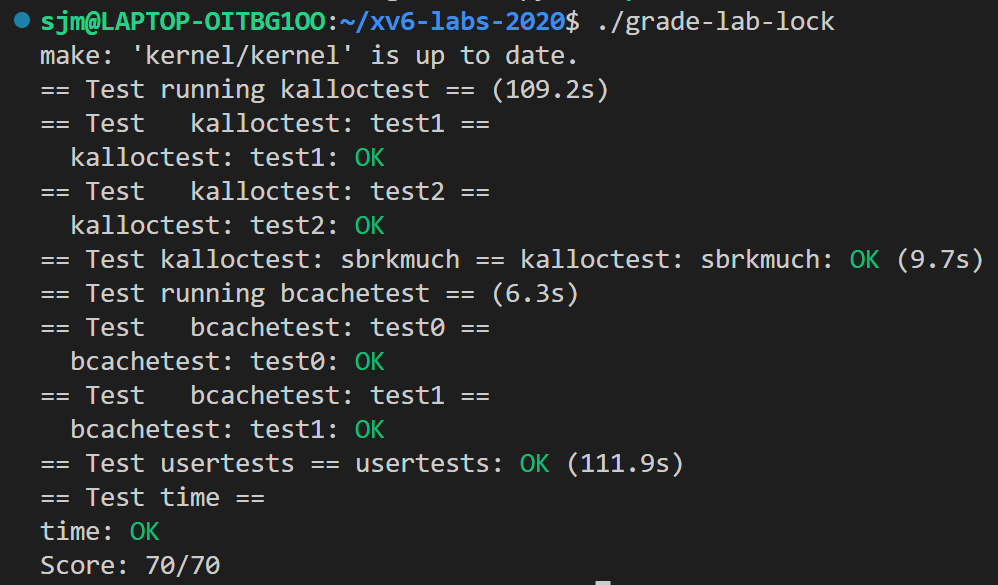 sjm@LAPTOP-OITBG1OO:~/xv6-labs-2020$ ./grade-lab-lock
make: 'kernel/kernel' is up to date.
== Test running kalloctest == (109.2s)
== Test   kalloctest: test1 ==
  kalloctest: test1: OK
== Test   kalloctest: test2 ==
  kalloctest: test2: OK
== Test kalloctest: sbrkmuch == kalloctest: sbrkmuch: OK (9.7s)
== Test running bcachetest == (6.3s)
== Test   bcachetest: test0 ==
  bcachetest: test0: OK
== Test   bcachetest: test1 ==
  bcachetest: test1: OK
== Test usertests == usertests: OK (111.9s)
== Test time ==
time: OK
Score: 70/70